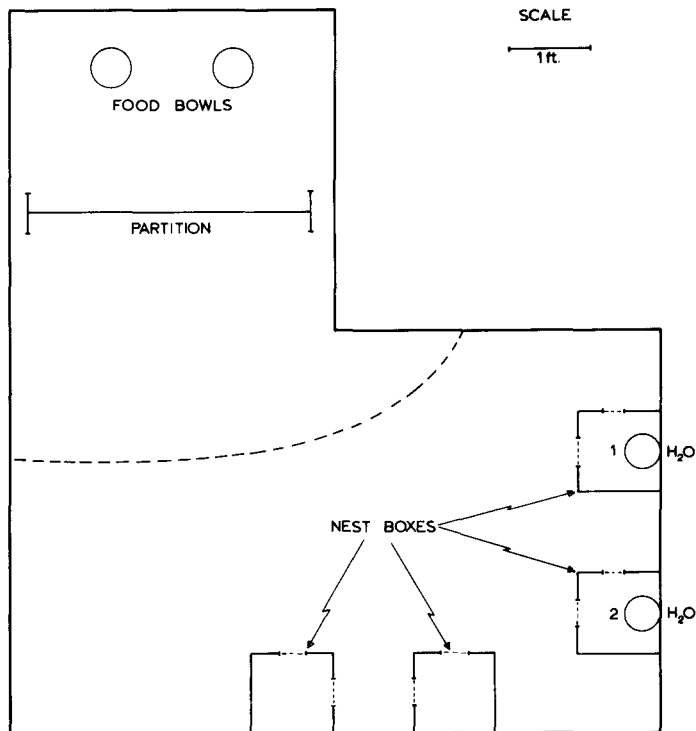 SCALE
1 ft.
FOOD BOWLS
PARTITION
1 H₂O
NEST BOXES
2 H₂O